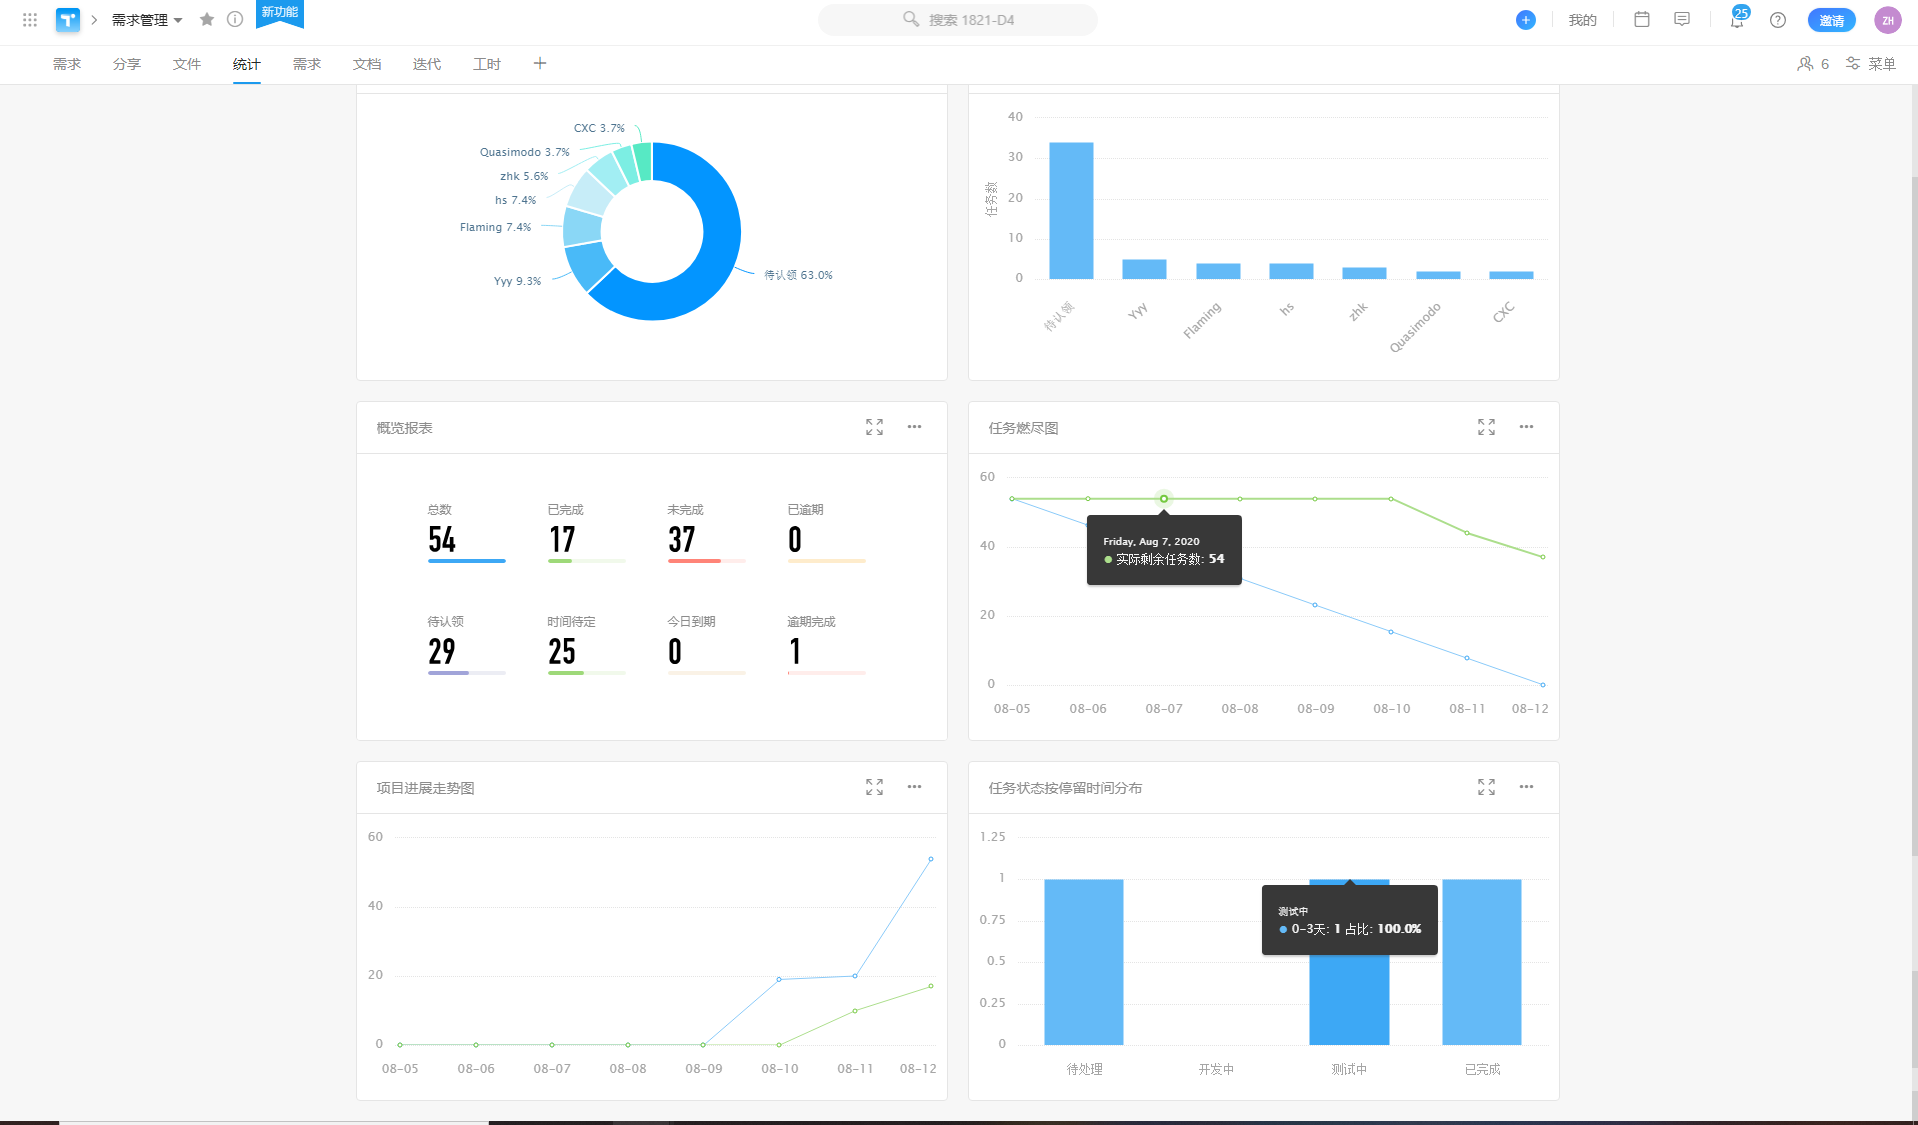 需求管理
新功能
搜索 1821-D4
我的
25
邀请
ZH
需求 分享 文件 统计 需求 文档 迭代 工时
6 菜单
CXC 3.7%
Quasimodo 3.7%
zhk 5.6%
hs 7.4%
Flaming 7.4%
Yyy 9.3%
待认领 63.0%
任务数
40
30
20
10
0
待认领 Yyy Flaming hs zhk Quasimodo CXC
概览报表
总数 已完成 未完成 已逾期
54 17 37 0
待认领 时间待定 今日到期 逾期完成
29 25 0 1
任务燃尽图
60
40
20
0
Friday, Aug 7, 2020
实际剩余任务数: 54
08-05 08-06 08-07 08-08 08-09 08-10 08-11 08-12
项目进展走势图
60
40
20
0
08-05 08-06 08-07 08-08 08-09 08-10 08-11 08-12
任务状态按停留时间分布
1.25
1
0.75
0.5
0.25
0
测试中
0-3天: 1 占比: 100.0%
待处理 开发中 测试中 已完成